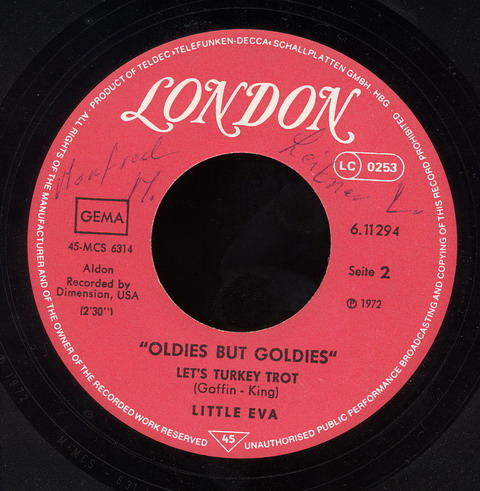 ALL RIGHTS OF THE MANUFACTURER AND OF THE OWNER OF THE RECORDED WORK RESERVED
· PRODUCT OF TELDEC »TELEFUNKEN-DECCA« SCHALLPLATTEN GMBH., HBG. ·
UNAUTHORISED PUBLIC PERFORMANCE BROADCASTING AND COPYING OF THIS RECORD PROHIBITED
LONDON
Manfred
M.
L.
LC 0253
GEMA
45-MCS 6314
6.11294
Aldon
Recorded by
Dimension, USA
(2'30'')
Seite 2
℗ 1972
"OLDIES BUT GOLDIES"
LET'S TURKEY TROT
(Goffin - King)
LITTLE EVA
45